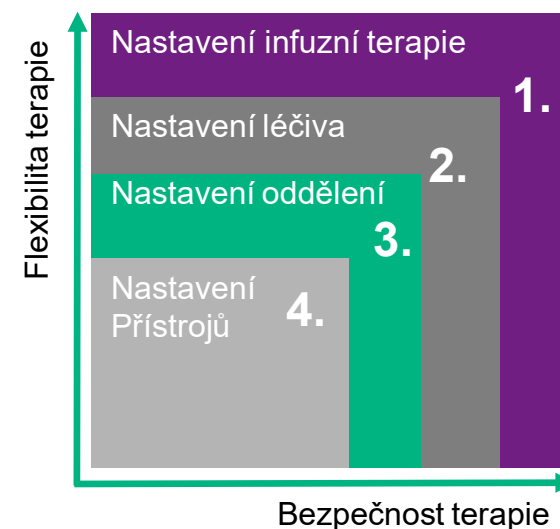 Flexibilita terapie
Nastavení infuzní terapie
1.
Nastavení léčiva
2.
Nastavení oddělení
3.
Nastavení
Přístrojů
4.
Bezpečnost terapie